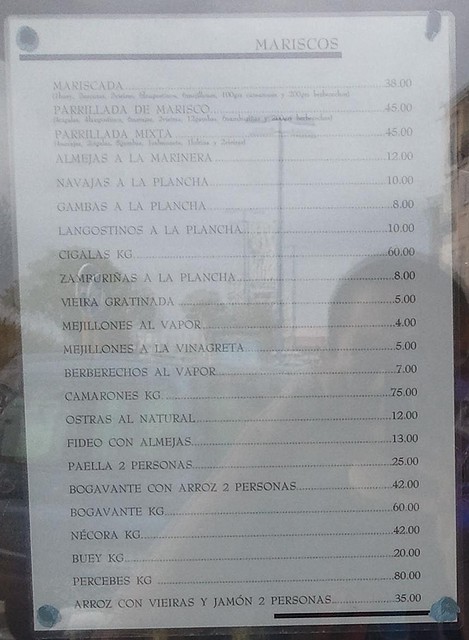 MARISCOS
MARISCADA 38.00
PARRILLADA DE MARISCO 45.00
PARRILLADA MIXTA 45.00
ALMEJAS A LA MARINERA 12.00
NAVAJAS A LA PLANCHA 10.00
GAMBAS A LA PLANCHA 8.00
LANGOSTINOS A LA PLANCHA 10.00
CIGALAS KG 60.00
ZAMBURIÑAS A LA PLANCHA 8.00
VIEIRA GRATINADA 5.00
MEJILLONES AL VAPOR 4.00
MEJILLONES A LA VINAGRETA 5.00
BERBERECHOS AL VAPOR 7.00
CAMARONES KG 75.00
OSTRAS AL NATURAL 12.00
FIDEO CON ALMEJAS 13.00
PAELLA 2 PERSONAS 25.00
BOGAVANTE CON ARROZ 2 PERSONAS 42.00
BOGAVANTE KG 60.00
NÉCORA KG 42.00
BUEY KG 20.00
PERCEBES KG 80.00
ARROZ CON VIEIRAS Y JAMÓN 2 PERSONAS 35.00